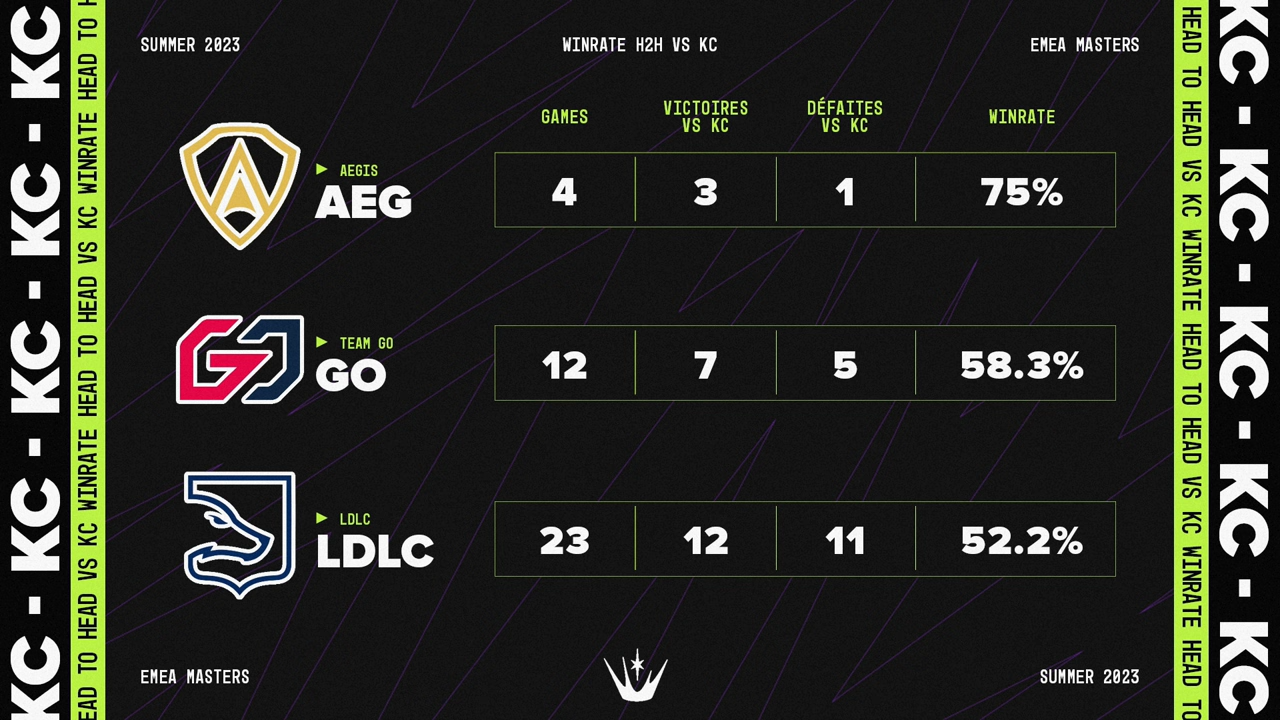 SUMMER 2023
WINRATE H2H VS KC
EMEA MASTERS
GAMES
VICTOIRES
VS KC
DÉFAITES
VS KC
WINRATE
AEGIS
AEG
4
3
1
75%
TEAM GO
GO
12
7
5
58.3%
LDLC
LDLC
23
12
11
52.2%
EMEA MASTERS
SUMMER 2023
KC - KC - KC - KC - KC
HEAD TO HEAD VS KC WINRATE HEAD TO HEAD VS KC WINRATE HEAD TO H
HEAD TO HEAD VS KC WINRATE HEAD TO HEAD VS KC WINRATE HEAD TO
KC - KC - KC - KC - KC